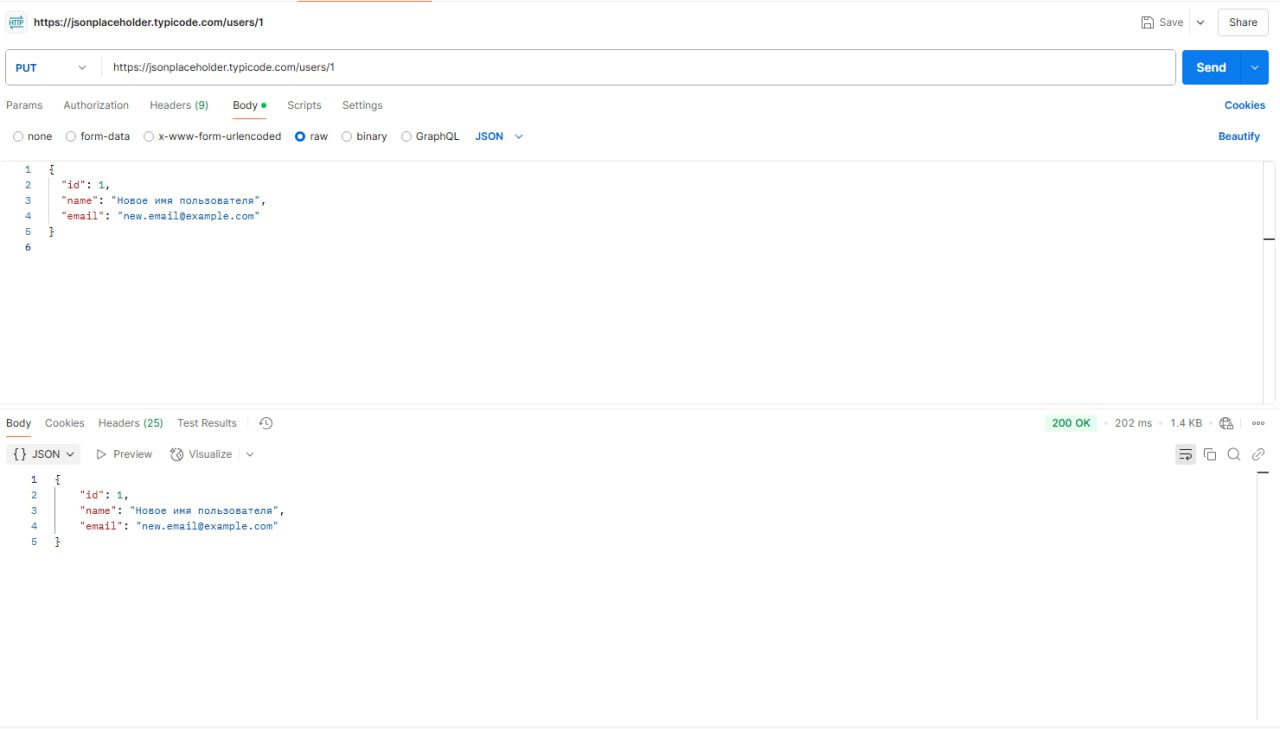 HTTP https://jsonplaceholder.typicode.com/users/1 Save Share
PUT https://jsonplaceholder.typicode.com/users/1 Send
Params Authorization Headers (9) Body Scripts Settings Cookies
none form-data x-www-form-urlencoded raw binary GraphQL JSON Beautify
1 {
2 "id": 1,
3 "name": "Новое имя пользователя",
4 "email": "new.email@example.com"
5 }
6
Body Cookies Headers (25) Test Results 200 OK 202 ms 1.4 KB
{} JSON Preview Visualize
1 {
2 "id": 1,
3 "name": "Новое имя пользователя",
4 "email": "new.email@example.com"
5 }